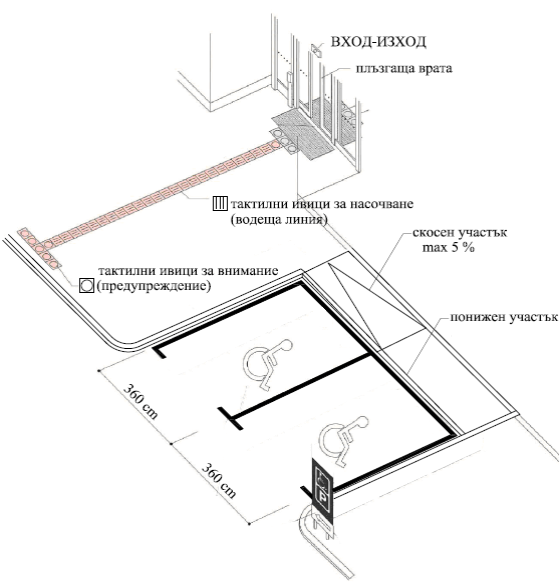 ВХОД-ИЗХОД
плъзгаща врата
тактилни ивици за насочване
(водеща линия)
скосен участък
max 5 %
тактилни ивици за внимание
(предупреждение)
понижен участък
360 cm
360 cm
P